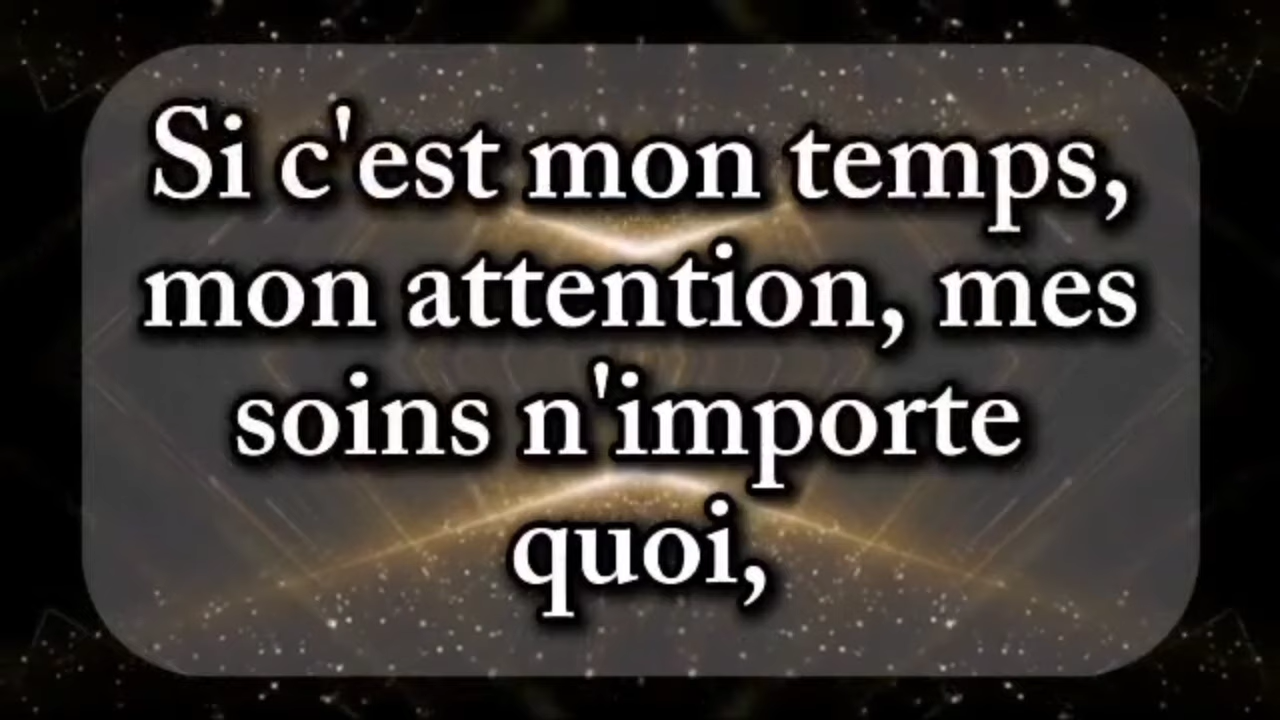 Si c'est mon temps,
mon attention, mes
soins n'importe
quoi,